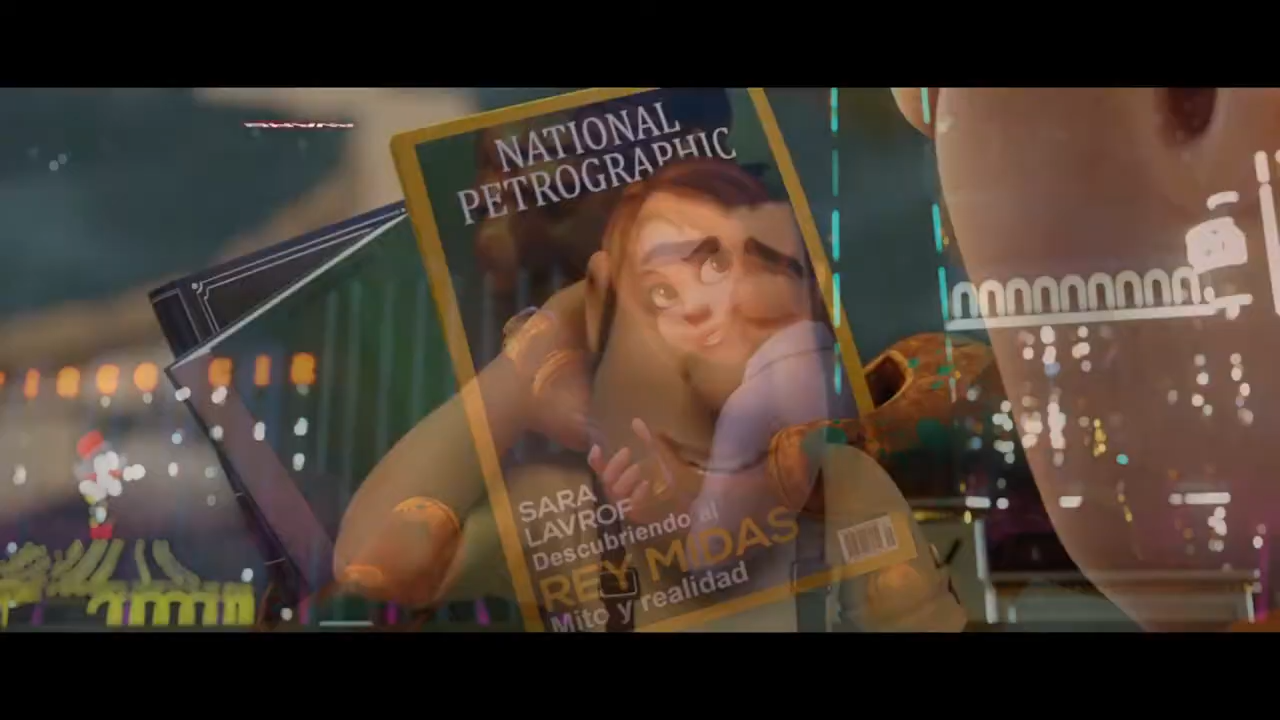 NATIONAL
PETROGRAPHIC
SARA
LAVROF
Descubriendo al
REY MIDAS
Mito y realidad